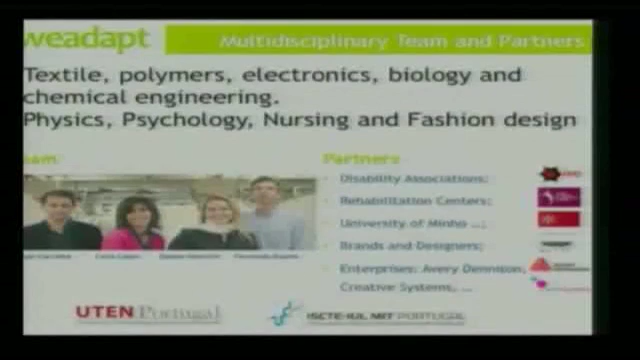 weadapt
Multidisciplinary Team and Partners
Textile, polymers, electronics, biology and
chemical engineering.
Physics, Psychology, Nursing and Fashion design
eam
Partners
Disability Associations;
Rehabilitation Centers;
University of Minho ...;
Brands and Designers;
Enterprises: Avery Dennison,
Creative Systems, ...
UTEN Portugal
ISCTE-IUL MIT PORTUGAL